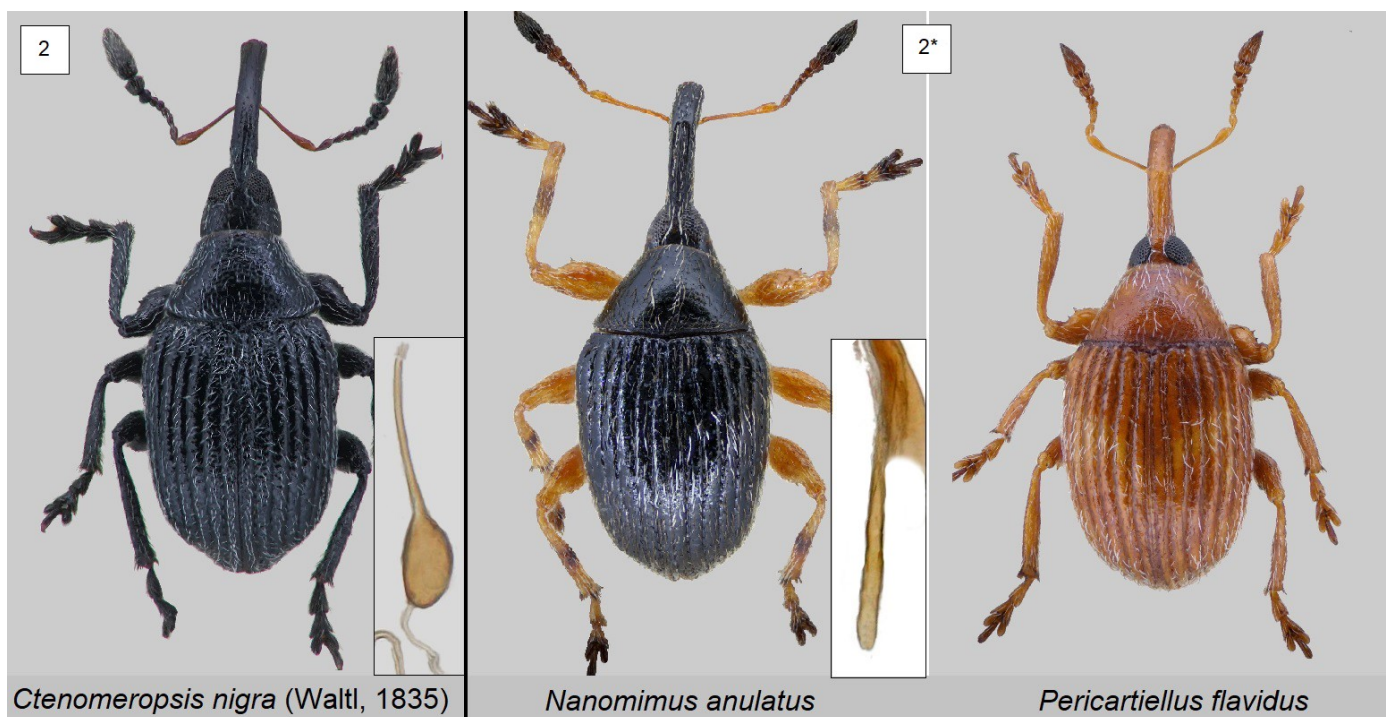 2
2*
Ctenomeropsis nigra (Waltl, 1835)
Nanomimus anulatus
Pericartiellus flavidus